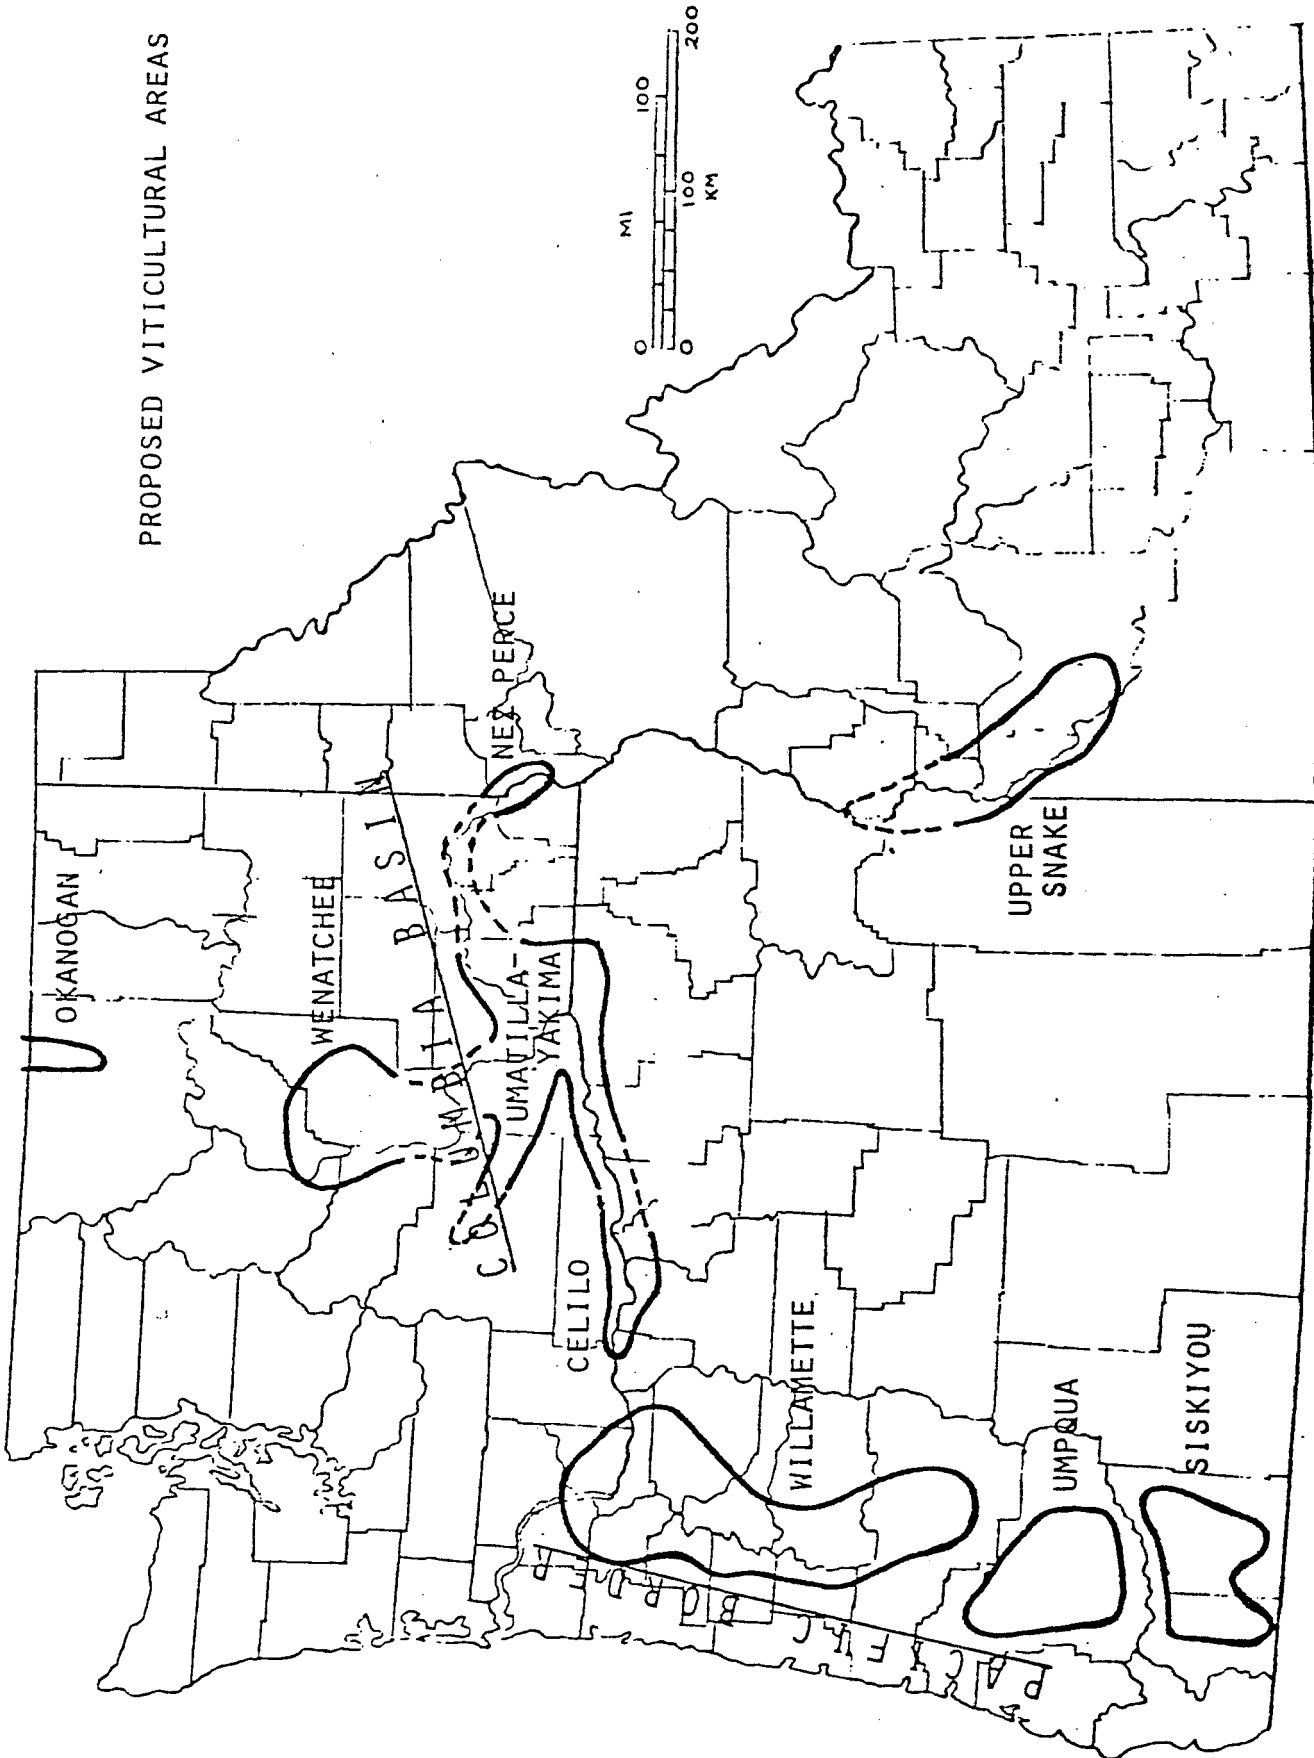 PROPOSED VITICULTURAL AREAS
MI
0 100
0 100 200
KM
OKANOGAN
WENATCHEE
COLUMBIA BASIN
NEZ PERCE
UMATILLA-
YAKIMA
CELILO
UPPER
SNAKE
WILLAMETTE
PACIFIC BORDER
UMPQUA
SISKIYOU